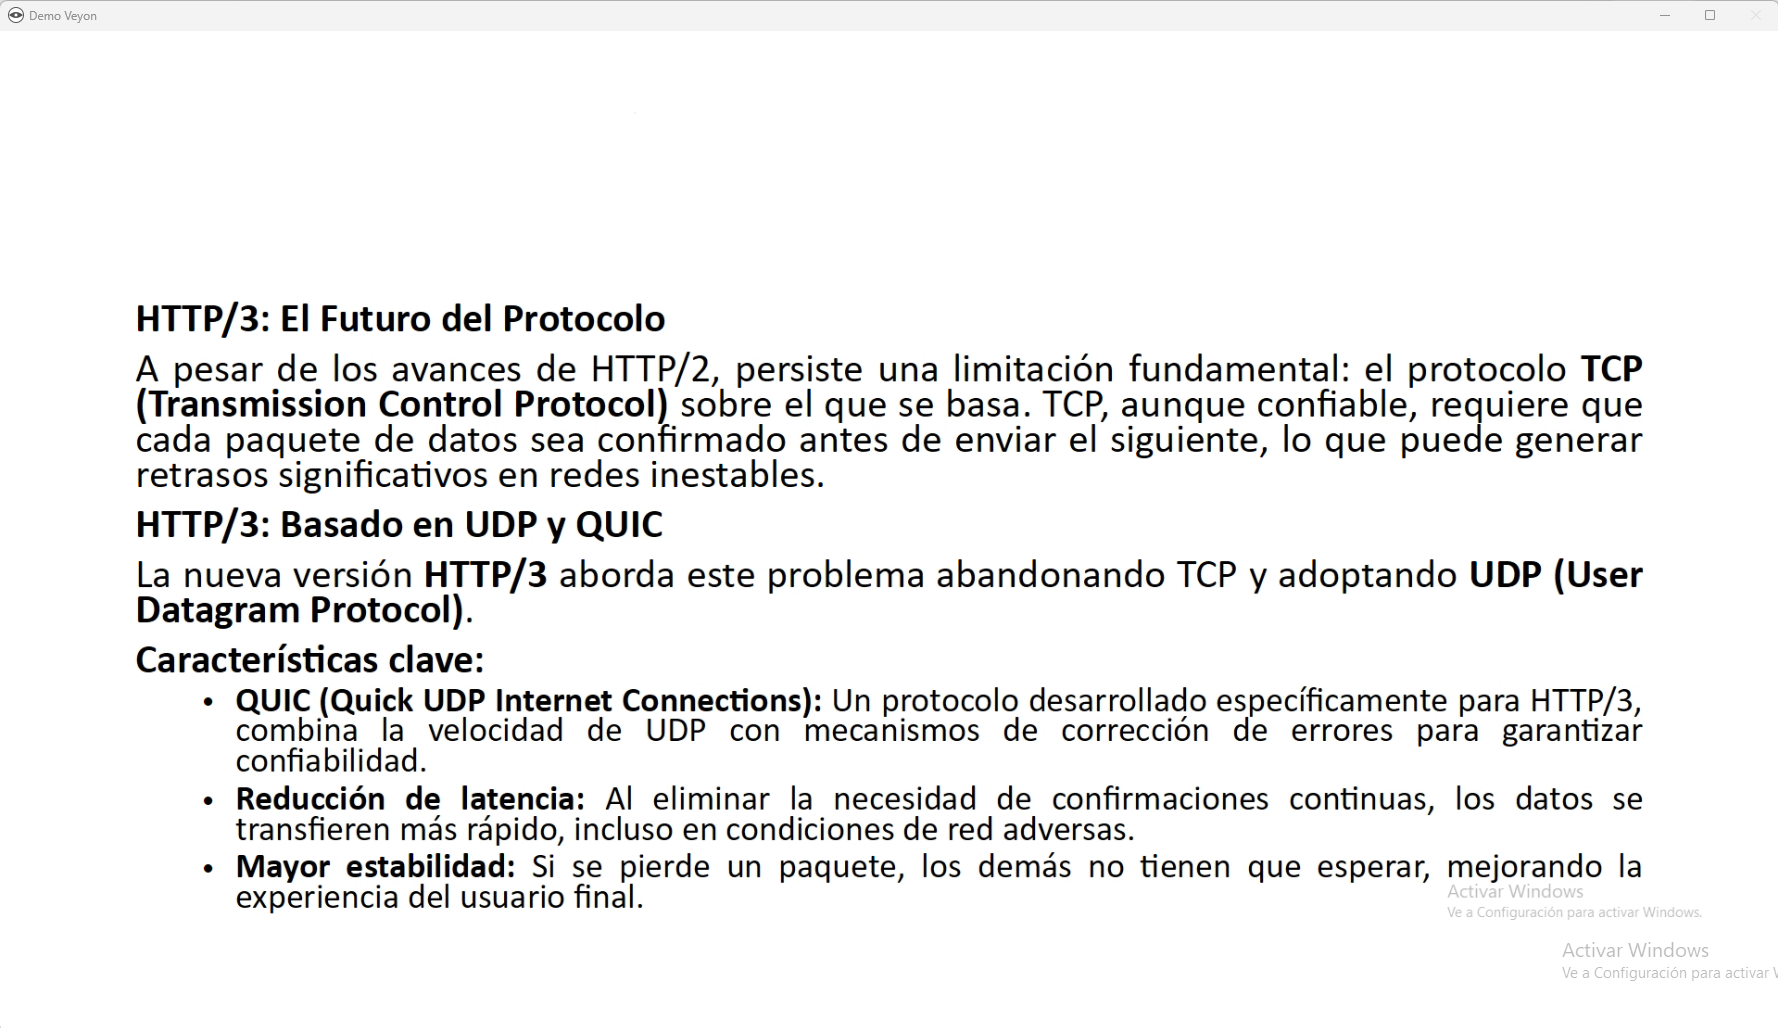 Demo Veyon
HTTP/3: El Futuro del Protocolo
A pesar de los avances de HTTP/2, persiste una limitación fundamental: el protocolo TCP
(Transmission Control Protocol) sobre el que se basa. TCP, aunque confiable, requiere que
cada paquete de datos sea confirmado antes de enviar el siguiente, lo que puede generar
retrasos significativos en redes inestables.
HTTP/3: Basado en UDP y QUIC
La nueva versión HTTP/3 aborda este problema abandonando TCP y adoptando UDP (User
Datagram Protocol).
Características clave:
• QUIC (Quick UDP Internet Connections): Un protocolo desarrollado específicamente para HTTP/3,
combina la velocidad de UDP con mecanismos de corrección de errores para garantizar
confiabilidad.
• Reducción de latencia: Al eliminar la necesidad de confirmaciones continuas, los datos se
transfieren más rápido, incluso en condiciones de red adversas.
• Mayor estabilidad: Si se pierde un paquete, los demás no tienen que esperar, mejorando la
experiencia del usuario final.
Activar Windows
Ve a Configuración para activar Windows.
Activar Windows
Ve a Configuración para activar